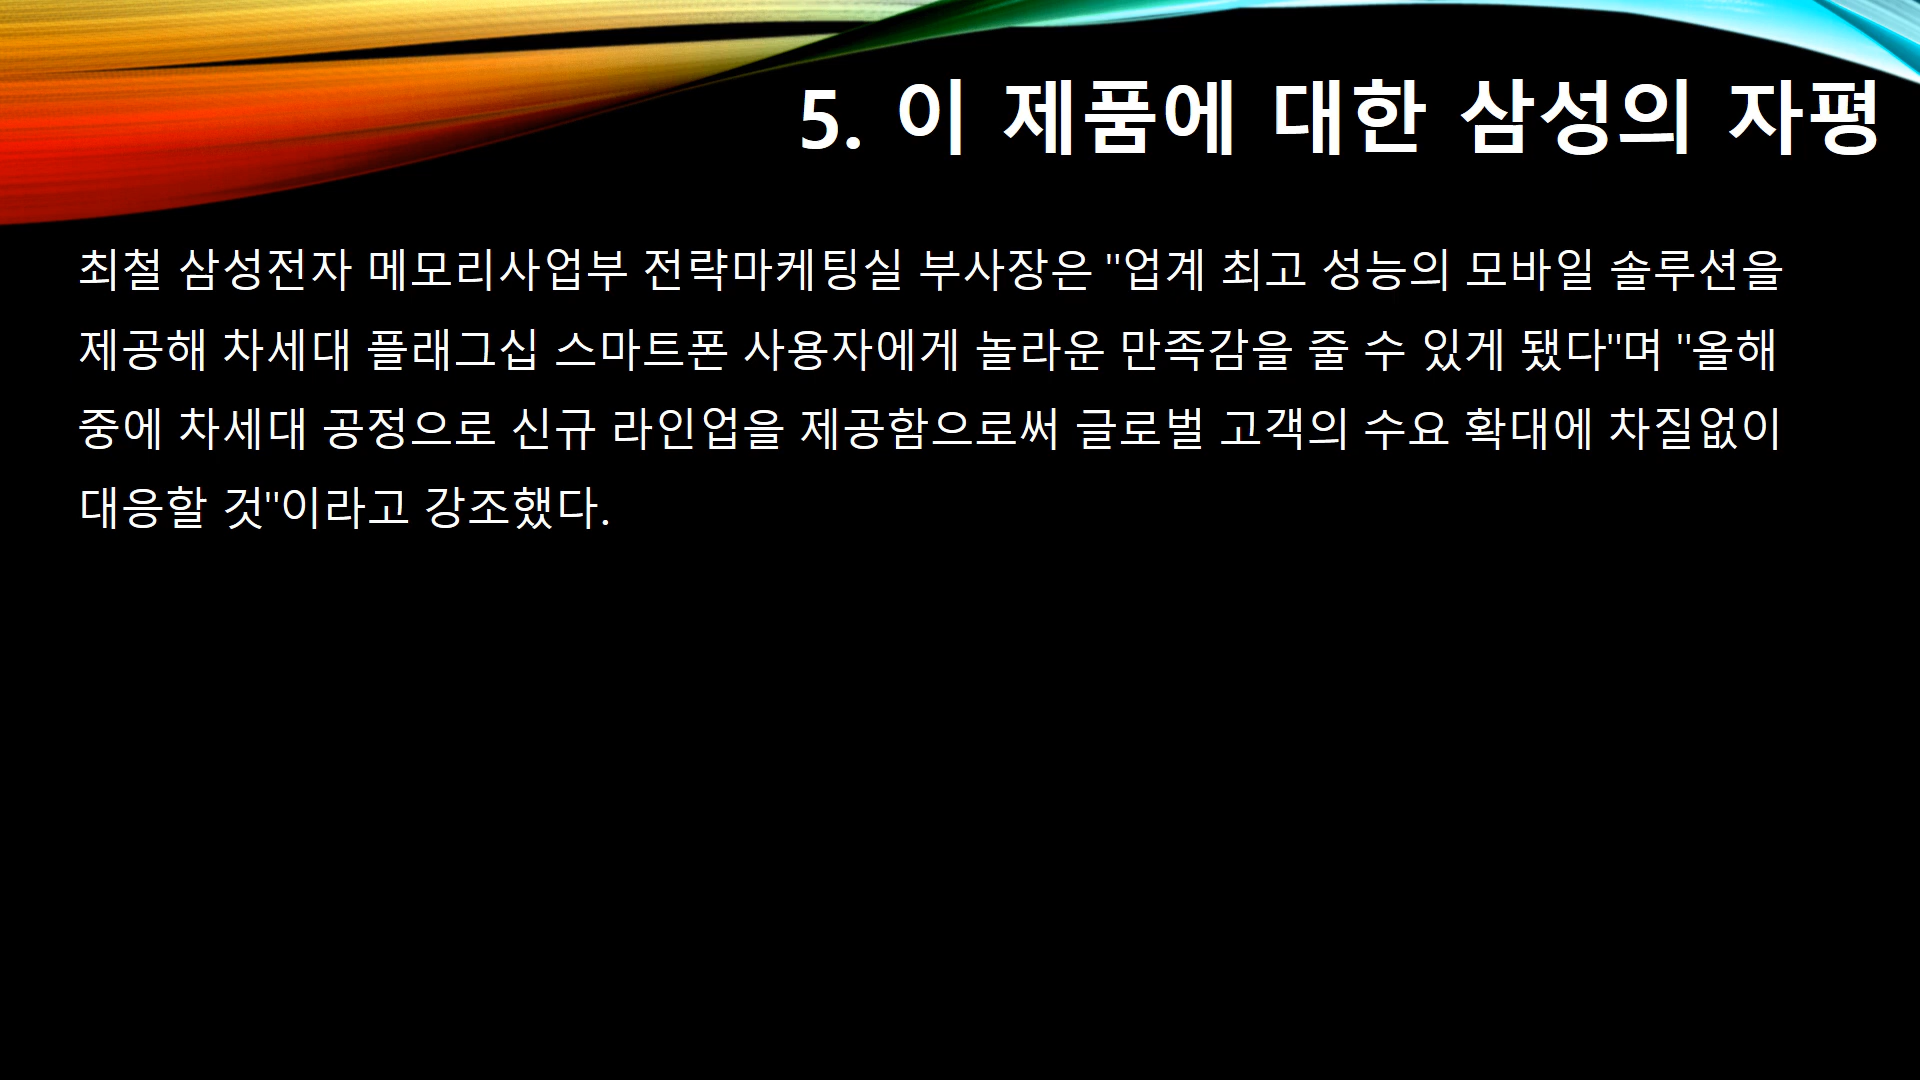 5. 이 제품에 대한 삼성의 자평
최철 삼성전자 메모리사업부 전략마케팅실 부사장은 "업계 최고 성능의 모바일 솔루션을
제공해 차세대 플래그십 스마트폰 사용자에게 놀라운 만족감을 줄 수 있게 됐다"며 "올해
중에 차세대 공정으로 신규 라인업을 제공함으로써 글로벌 고객의 수요 확대에 차질없이
대응할 것"이라고 강조했다.